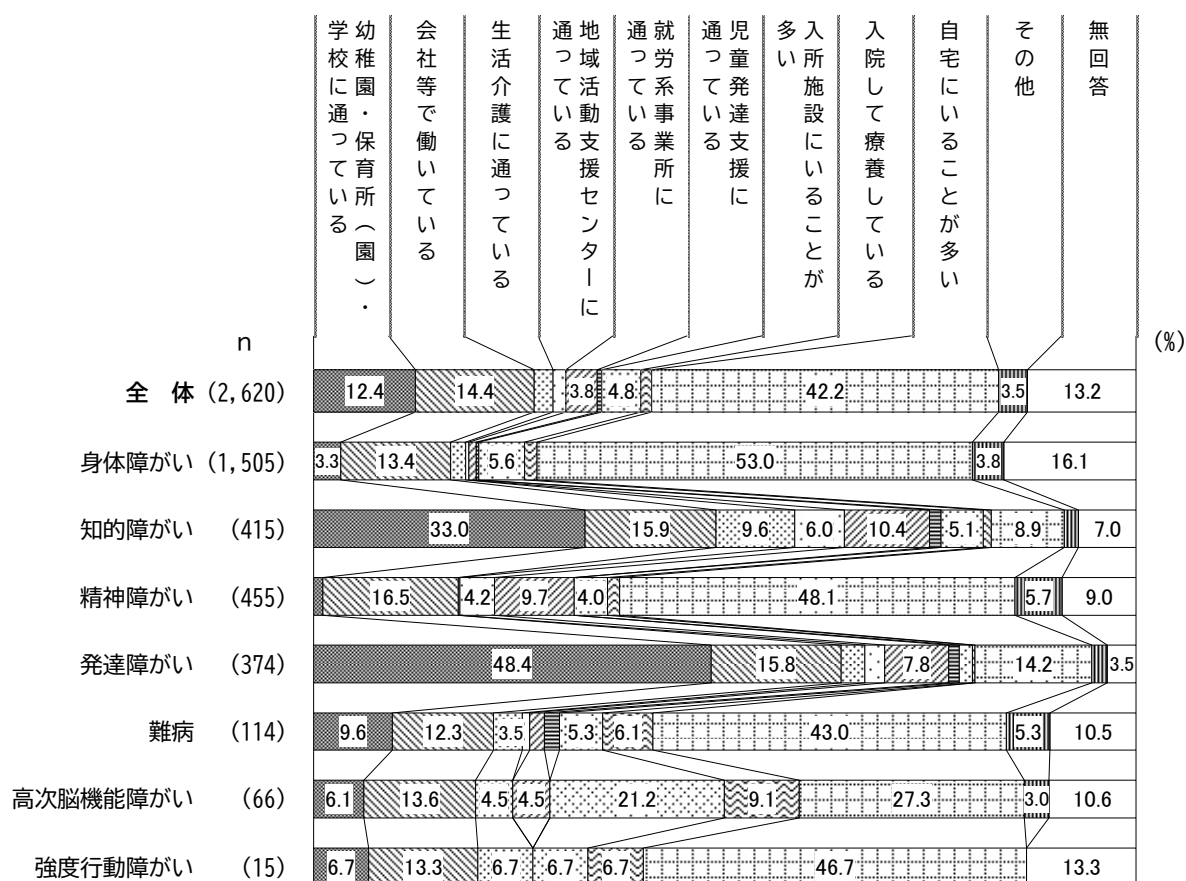 幼稚園・保育所（園）・
学校に通っている
会社等で働いている
生活介護に通っている
地域活動支援センターに
通っている
就労系事業所に
通っている
児童発達支援に
通っている
入所施設にいることが
多い
入院して療養している
自宅にいることが多い
その他
無回答
n
(%)
全 体 (2,620) 12.4 14.4 3.8 4.8 42.2 3.5 13.2
身体障がい (1,505) 3.3 13.4 5.6 53.0 3.8 16.1
知的障がい (415) 33.0 15.9 9.6 6.0 10.4 5.1 8.9 7.0
精神障がい (455) 16.5 4.2 9.7 4.0 48.1 5.7 9.0
発達障がい (374) 48.4 15.8 7.8 14.2 3.5
難病 (114) 9.6 12.3 3.5 5.3 6.1 43.0 5.3 10.5
高次脳機能障がい (66) 6.1 13.6 4.5 4.5 21.2 9.1 27.3 3.0 10.6
強度行動障がい (15) 6.7 13.3 6.7 6.7 6.7 46.7 13.3